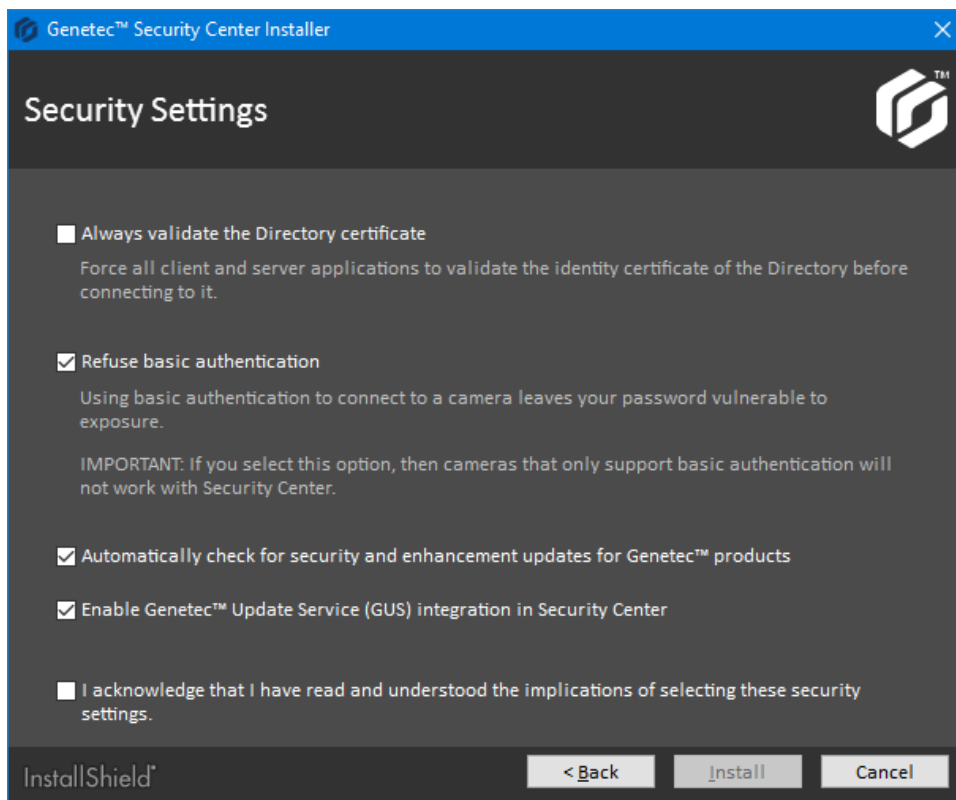 Genetec™ Security Center Installer
Security Settings
TM
Always validate the Directory certificate
Force all client and server applications to validate the identity certificate of the Directory before
connecting to it.
Refuse basic authentication
Using basic authentication to connect to a camera leaves your password vulnerable to
exposure.
IMPORTANT: If you select this option, then cameras that only support basic authentication will
not work with Security Center.
Automatically check for security and enhancement updates for Genetec™ products
Enable Genetec™ Update Service (GUS) integration in Security Center
I acknowledge that I have read and understood the implications of selecting these security
settings.
InstallShield
< Back
Install
Cancel